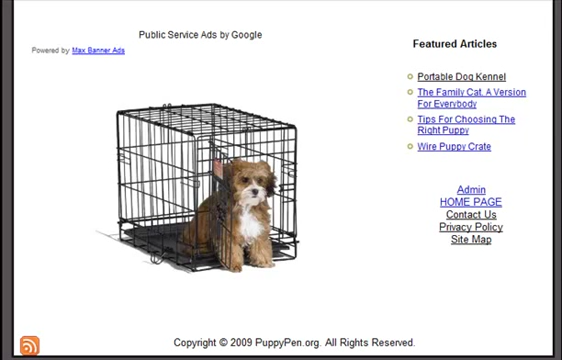 Public Service Ads by Google
Powered by Max Banner Ads
Featured Articles
Portable Dog Kennel
The Family Cat. A Version
For Everybody
Tips For Choosing The
Right Puppy
Wire Puppy Crate
Admin
HOME PAGE
Contact Us
Privacy Policy
Site Map
Copyright © 2009 PuppyPen.org. All Rights Reserved.